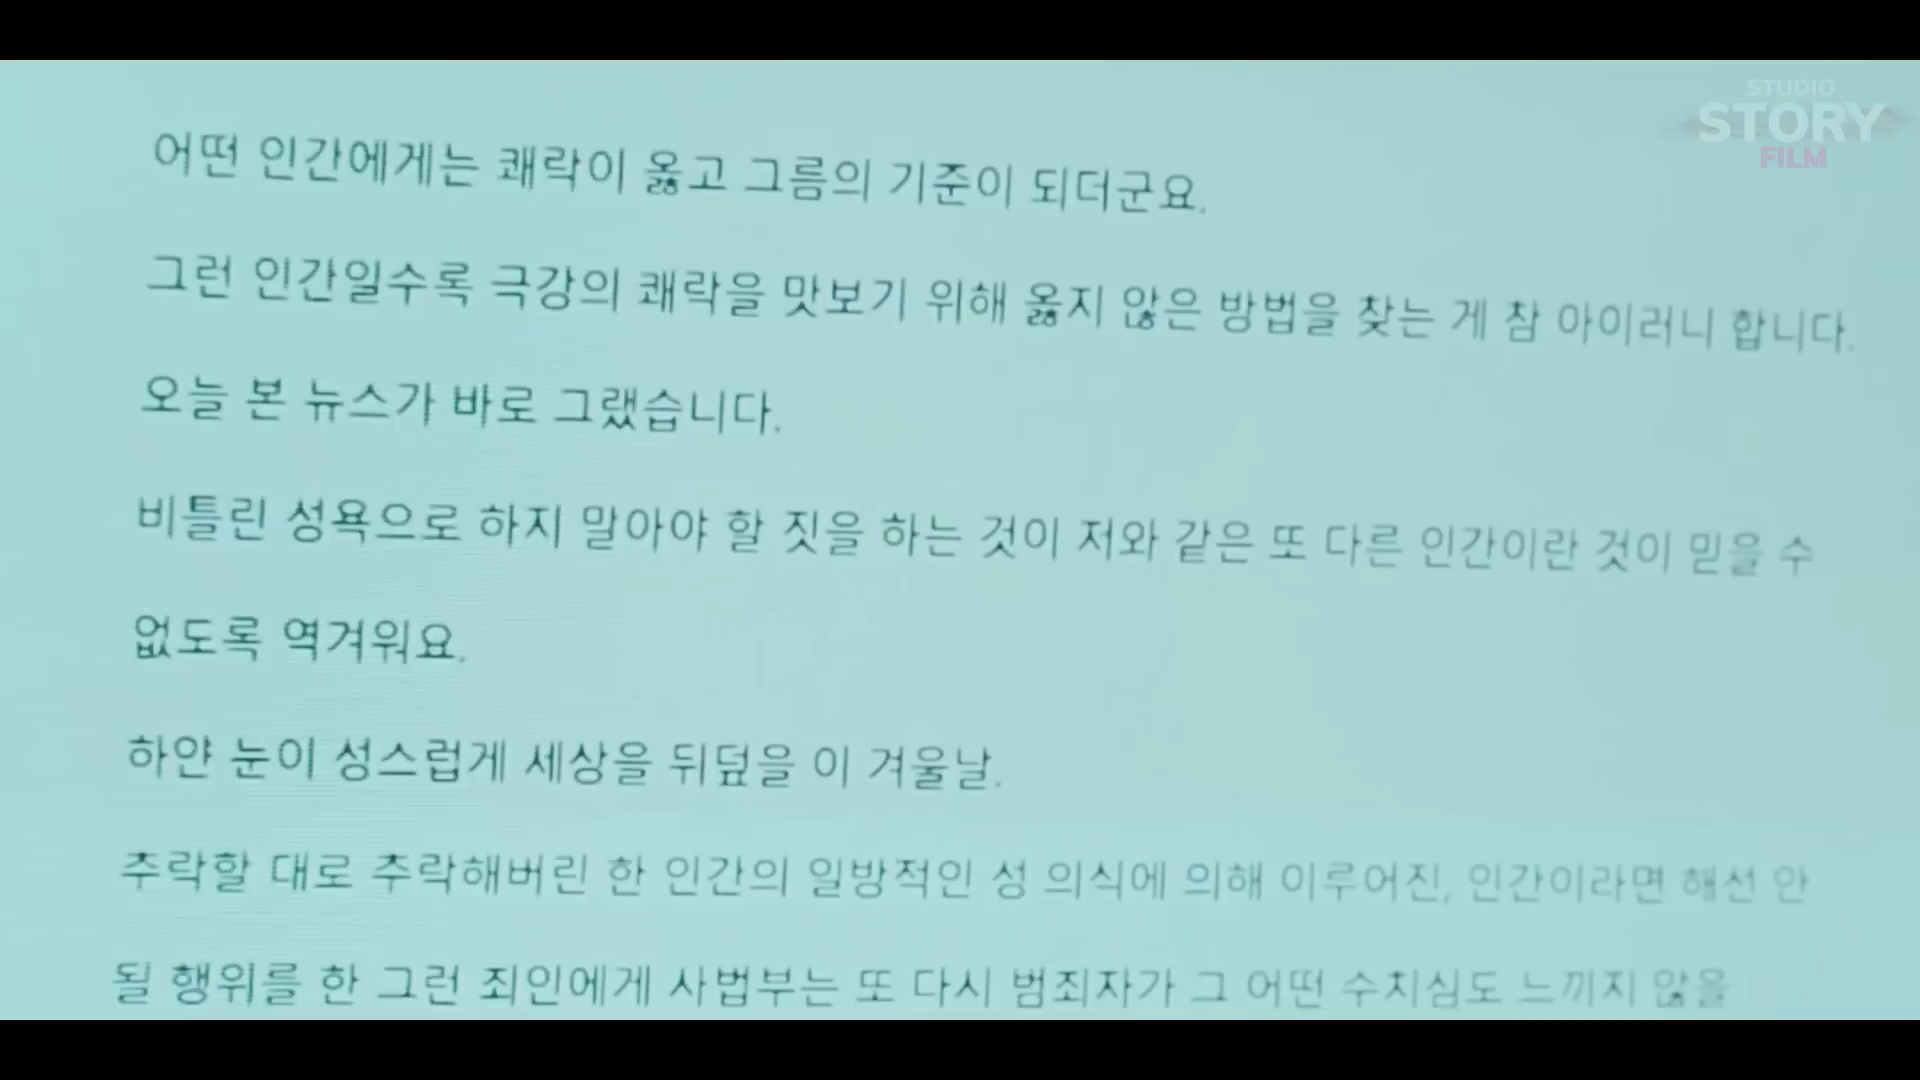 STUDIO
STORY
FILM
어떤 인간에게는 쾌락이 옳고 그름의 기준이 되더군요.
그런 인간일수록 극강의 쾌락을 맛보기 위해 옳지 않은 방법을 찾는 게 참 아이러니 합니다.
오늘 본 뉴스가 바로 그랬습니다.
비틀린 성욕으로 하지 말아야 할 짓을 하는 것이 저와 같은 또 다른 인간이란 것이 믿을 수
없도록 역겨워요.
하얀 눈이 성스럽게 세상을 뒤덮을 이 겨울날.
추락할 대로 추락해버린 한 인간의 일방적인 성 의식에 의해 이루어진, 인간이라면 해선 안
될 행위를 한 그런 죄인에게 사법부는 또 다시 범죄자가 그 어떤 수치심도 느끼지 않을